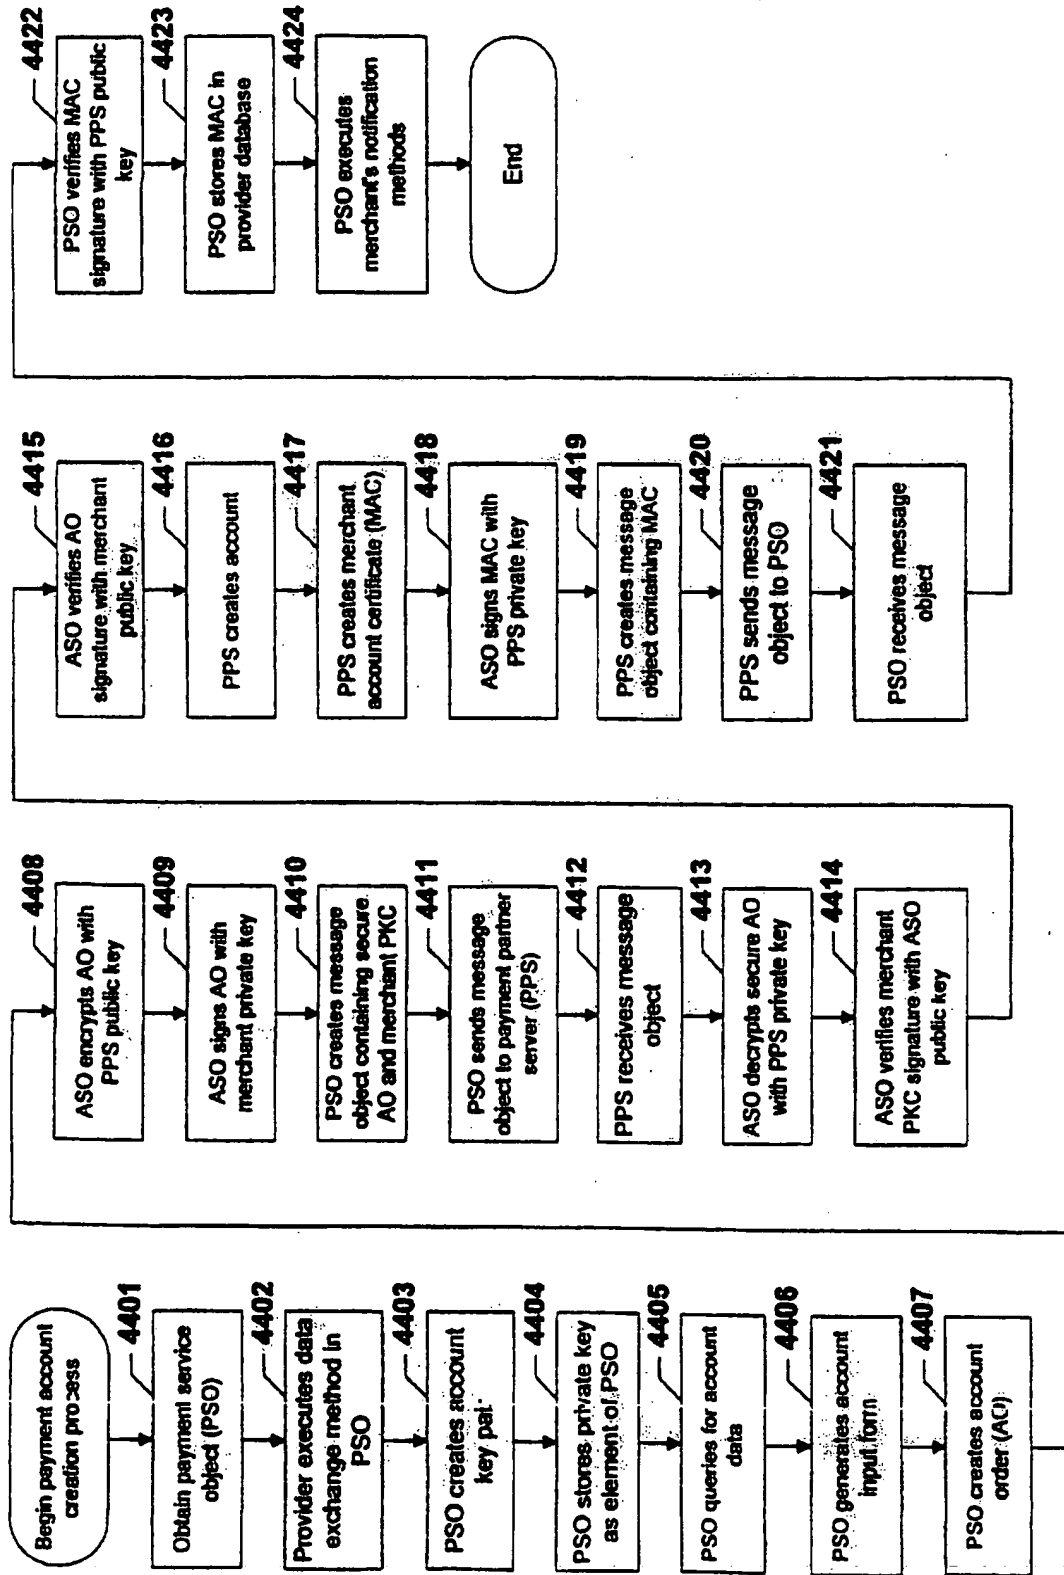 Begin payment account
creation process
4401
Obtain payment service
object (PSO)
4402
Provider executes data
exchange method in
PSO
4403
PSO creates account
key
4404
PSO stores private key
as element of PSO
4405
PSO queries for account
data
4406
PSO generates account
input form
4407
PSO creates account
order (AO)
4408
ASO encrypts AO with
PPS public key
4409
ASO signs AO with
merchant private key
4410
PSO creates message
object containing secure
AO and merchant PKC
4411
PSO sends message
object to payment partner
server (PPS)
4412
PPS receives message
object
4413
ASO decrypts secure AO
with PPS private key
4414
ASO verifies merchant
PKC signature with ASO
public key
4415
ASO verifies AO
signature with merchant
public key
4416
PPS creates account
4417
PPS creates merchant
account certificate (MAC)
4418
ASO signs MAC with
PPS private key
4419
PPS creates message
object containing MAC
4420
PPS sends message
object to PSO
4421
PSO receives message
object
4422
PSO verifies MAC
signature with PPS public
key
4423
PSO stores MAC in
provider database
4424
PSO executes
merchant's notification
methods
End